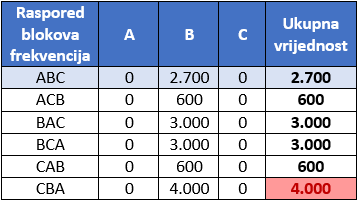 Raspored blokova frekvencija A B C Ukupna vrijednost
ABC 0 2.700 0 2.700
ACB 0 600 0 600
BAC 0 3.000 0 3.000
BCA 0 3.000 0 3.000
CAB 0 600 0 600
CBA 0 4.000 0 4.000